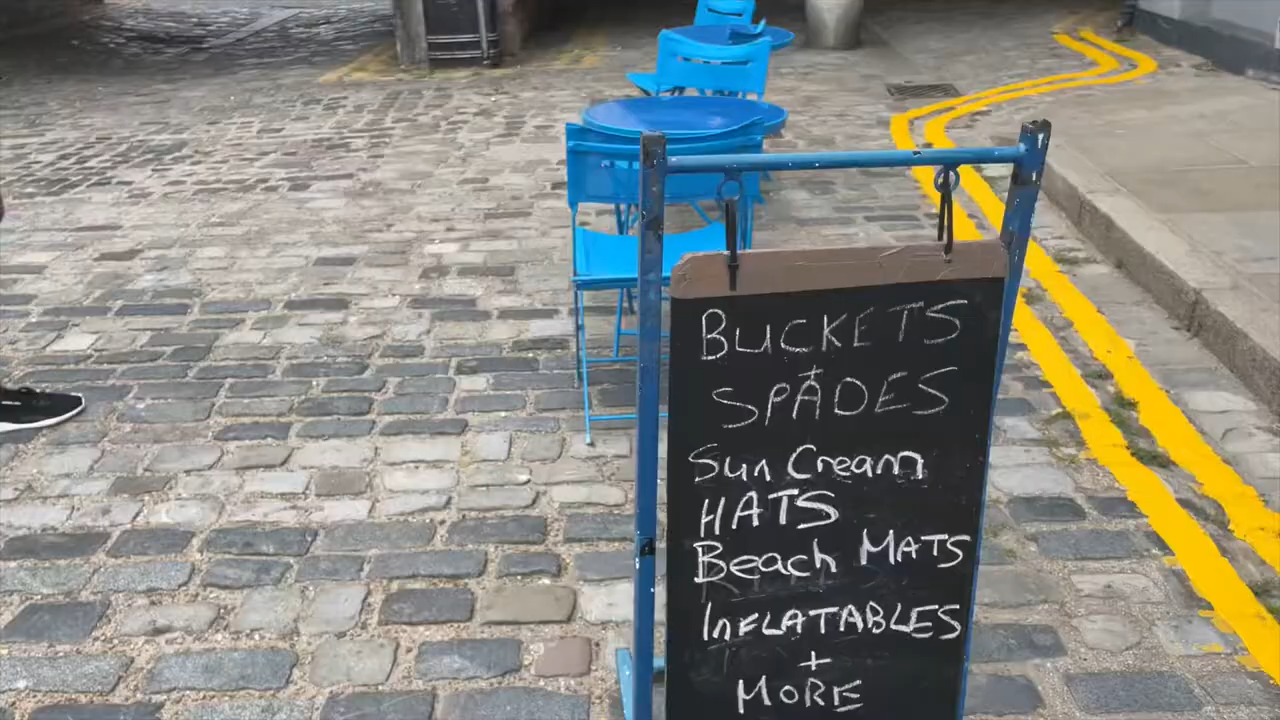 BUCKETS
+
SPADES
Sun Cream
HATS
Beach MATS
InFLATABLES
+
MORE